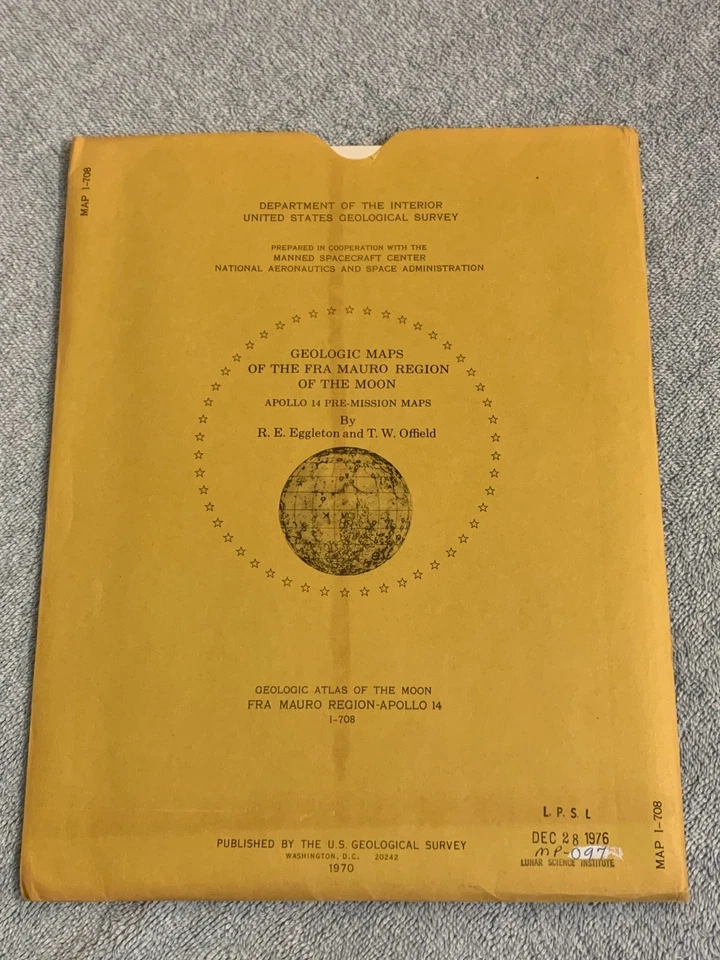 MAP I-708
DEPARTMENT OF THE INTERIOR
UNITED STATES GEOLOGICAL SURVEY
PREPARED IN COOPERATION WITH THE
MANNED SPACECRAFT CENTER
NATIONAL AERONAUTICS AND SPACE ADMINISTRATION
GEOLOGIC MAPS
OF THE FRA MAURO REGION
OF THE MOON
APOLLO 14 PRE-MISSION MAPS
By
R. E. Eggleton and T. W. Offield
GEOLOGIC ATLAS OF THE MOON
FRA MAURO REGION-APOLLO 14
I-708
PUBLISHED BY THE U.S. GEOLOGICAL SURVEY
WASHINGTON, D.C. 20242
1970
L. P. S. L
DEC 28 1976
MP-097
LUNAR SCIENCE INSTITUTE
MAP I-708